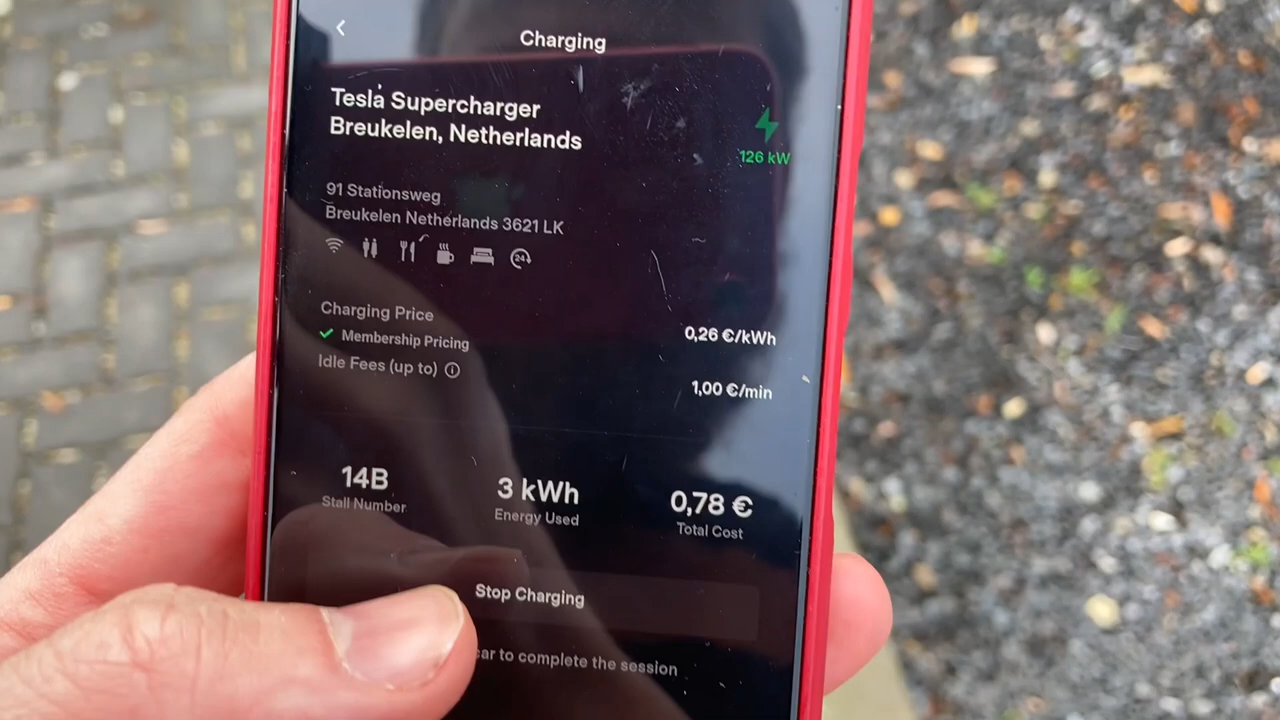 Charging
Tesla Supercharger
Breukelen, Netherlands
126 kW
91 Stationsweg
Breukelen Netherlands 3621 LK
24
Charging Price
0,26 €/kWh
Membership Pricing
Idle Fees (up to)
1,00 €/min
14B
Stall Number
3 kWh
Energy Used
0,78 €
Total Cost
Stop Charging
car to complete the session